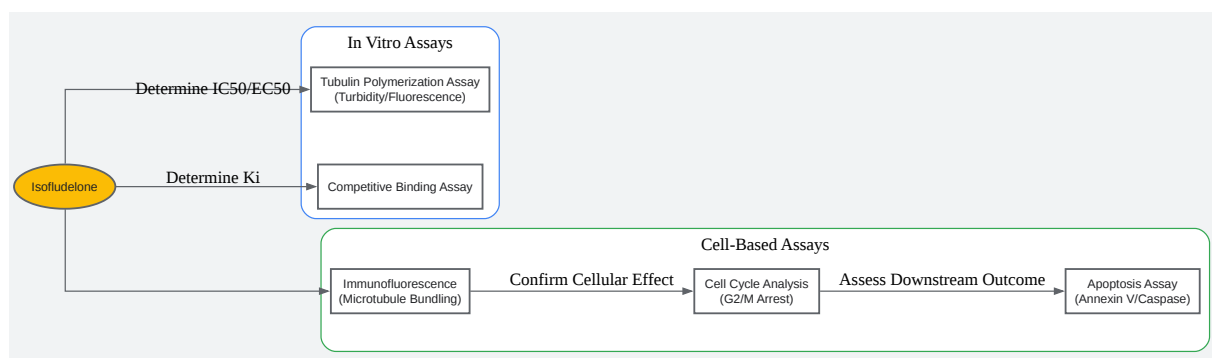 In Vitro Assays
Determine IC50/EC50
Tubulin Polymerization Assay
(Turbidity/Fluorescence)
Isofludelone
Determine Ki
Competitive Binding Assay
Cell-Based Assays
Immunofluorescence
(Microtubule Bundling)
Confirm Cellular Effect
Cell Cycle Analysis
(G2/M Arrest)
Assess Downstream Outcome
Apoptosis Assay
(Annexin V/Caspase)